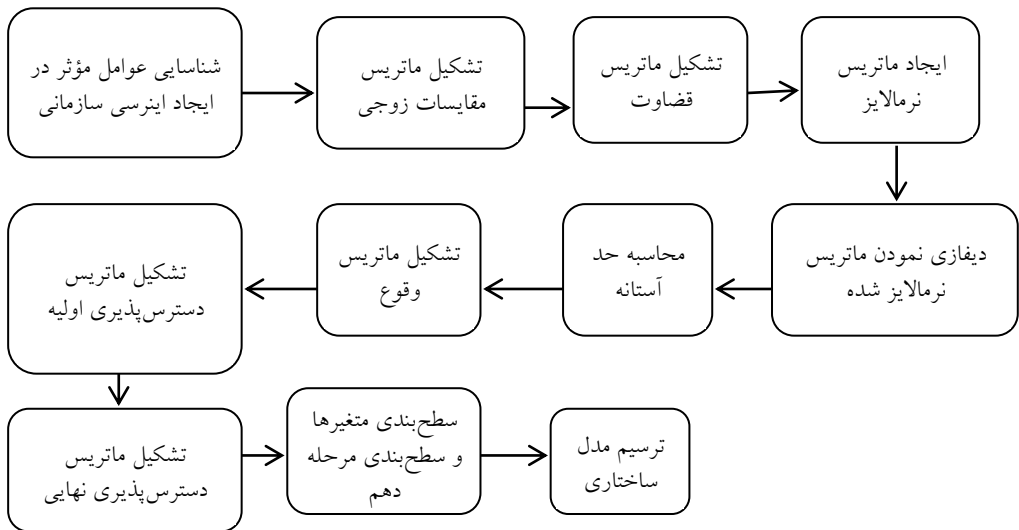 شناسایی عوامل مؤثر در
ایجاد اینرسی سازمانی
تشکیل ماتریس
مقایسات زوجی
تشکیل ماتریس
قضاوت
ایجاد ماتریس
نرمالایز
دیفازی نمودن ماتریس
نرمالایز شده
محاسبه حد
آستانه
تشکیل ماتریس
وقوع
تشکیل ماتریس
دسترس‌پذیری اولیه
تشکیل ماتریس
دسترس‌پذیری نهایی
سطح‌بندی متغیرها
و سطح‌بندی مرحله
دهم
ترسیم مدل
ساختاری